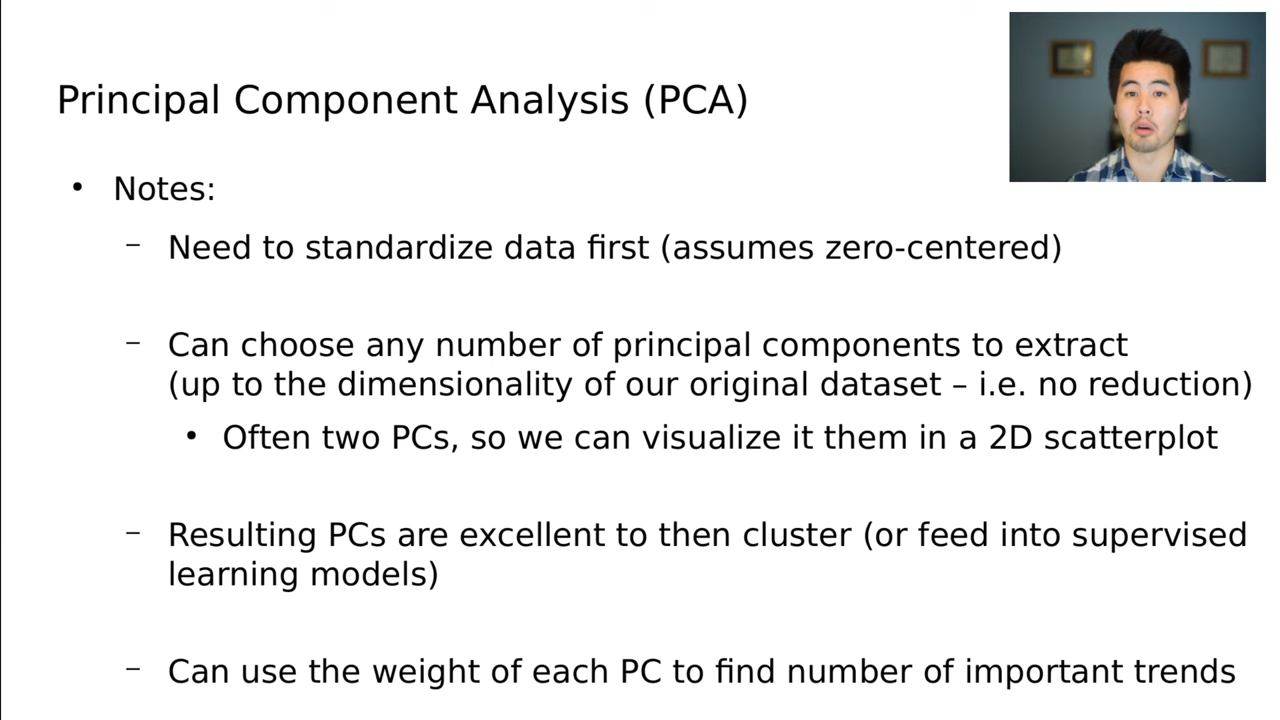 Principal Component Analysis (PCA)
• Notes:
– Need to standardize data first (assumes zero-centered)
– Can choose any number of principal components to extract
(up to the dimensionality of our original dataset – i.e. no reduction)
• Often two PCs, so we can visualize it them in a 2D scatterplot
– Resulting PCs are excellent to then cluster (or feed into supervised
learning models)
– Can use the weight of each PC to find number of important trends